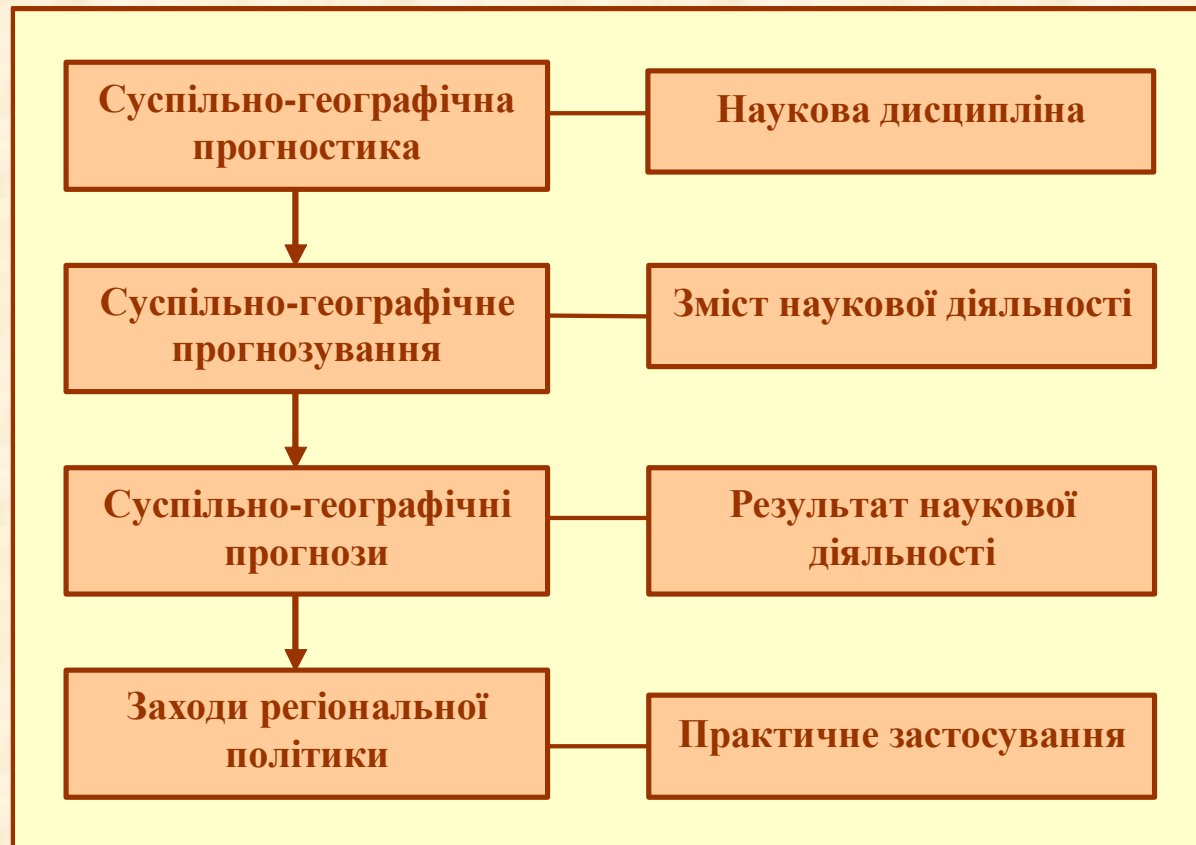 Суспільно-географічна
прогностика
Наукова дисципліна
Суспільно-географічне
прогнозування
Зміст наукової діяльності
Суспільно-географічні
прогнози
Результат наукової
діяльності
Заходи регіональної
політики
Практичне застосування